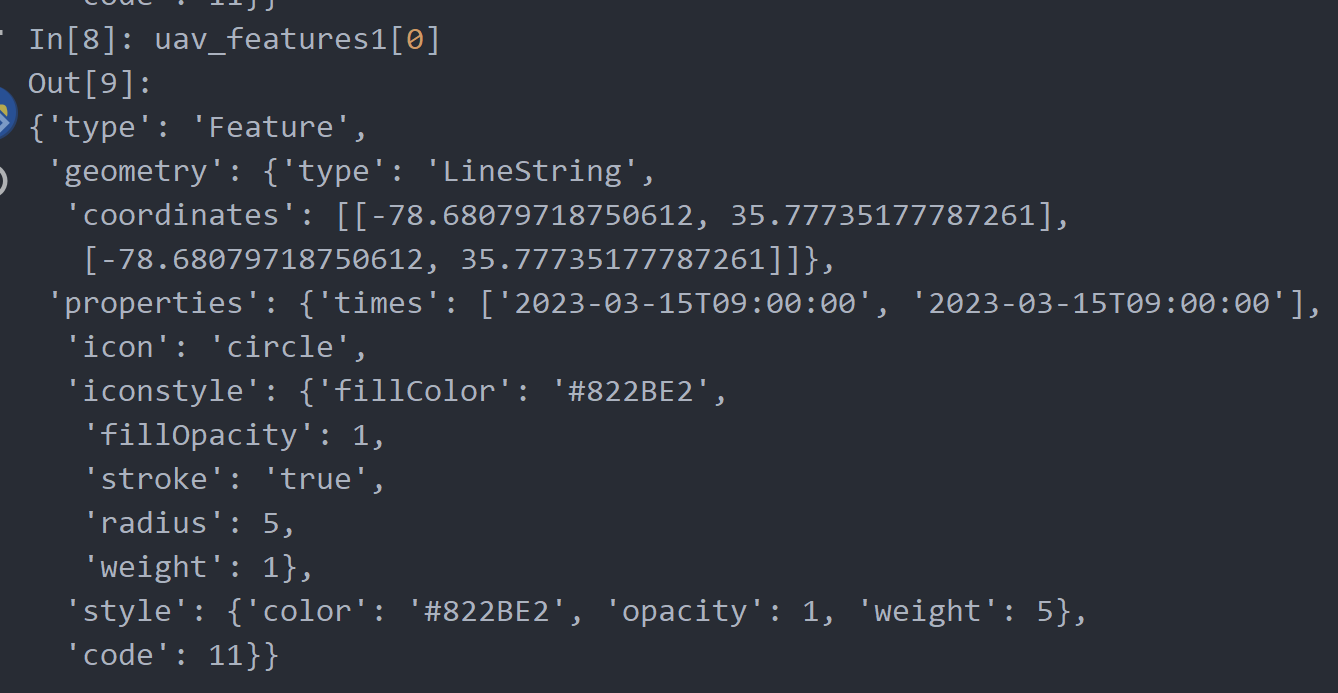 'code': 11}}
In[8]: uav_features1[0]
Out[9]:
{'type': 'Feature',
 'geometry': {'type': 'LineString',
  'coordinates': [[-78.68079718750612, 35.77735177787261],
   [-78.68079718750612, 35.77735177787261]]},
 'properties': {'times': ['2023-03-15T09:00:00', '2023-03-15T09:00:00'],
  'icon': 'circle',
  'iconstyle': {'fillColor': '#822BE2',
   'fillOpacity': 1,
   'stroke': 'true',
   'radius': 5,
   'weight': 1},
  'style': {'color': '#822BE2', 'opacity': 1, 'weight': 5},
  'code': 11}}